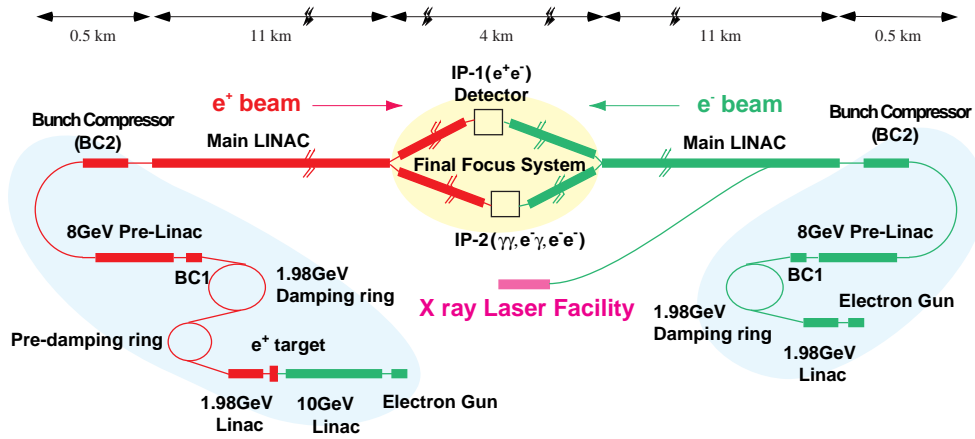 0.5 km
11 km
4 km
11 km
0.5 km
IP-1(e⁺e⁻)
Detector
e⁺ beam
e⁻ beam
Bunch Compressor
(BC2)
Main LINAC
Final Focus System
Main LINAC
Bunch Compressor
(BC2)
IP-2(γγ,e⁻γ,e⁻e⁻)
8GeV Pre-Linac
BC1
1.98GeV
Damping ring
Pre-damping ring
e⁺ target
1.98GeV
Linac
10GeV
Linac
Electron Gun
X ray Laser Facility
8GeV Pre-Linac
BC1
1.98GeV
Damping ring
Electron Gun
1.98GeV
Linac